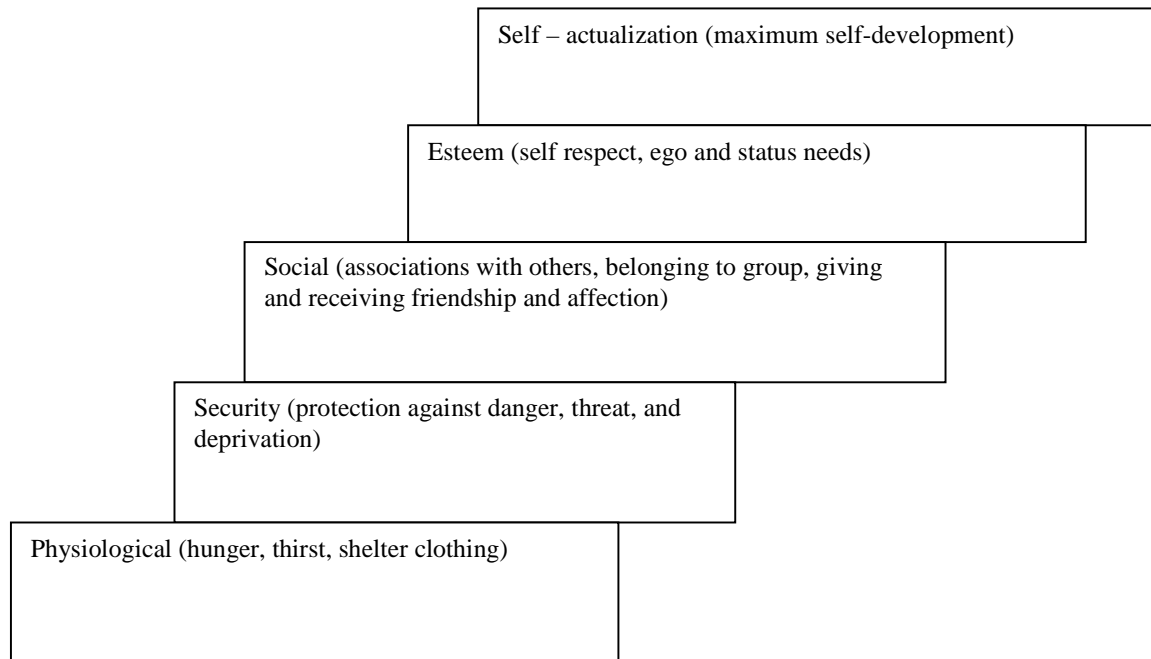 Self – actualization (maximum self-development)
Esteem (self respect, ego and status needs)
Social (associations with others, belonging to group, giving
and receiving friendship and affection)
Security (protection against danger, threat, and
deprivation)
Physiological (hunger, thirst, shelter clothing)